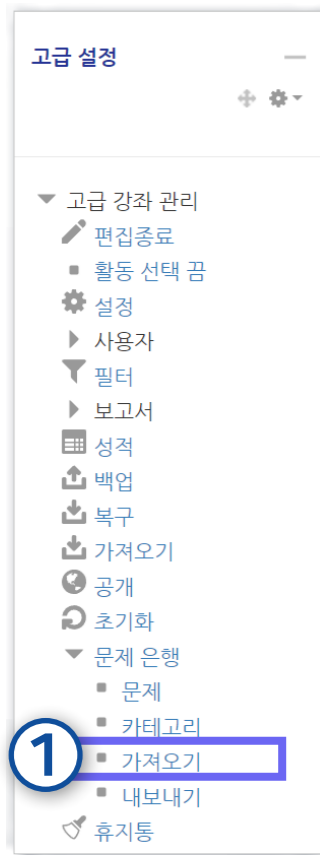 고급 설정
고급 강좌 관리
편집종료
활동 선택 끔
설정
사용자
필터
보고서
성적
백업
복구
가져오기
공개
초기화
문제 은행
문제
카테고리
1 가져오기
내보내기
휴지통